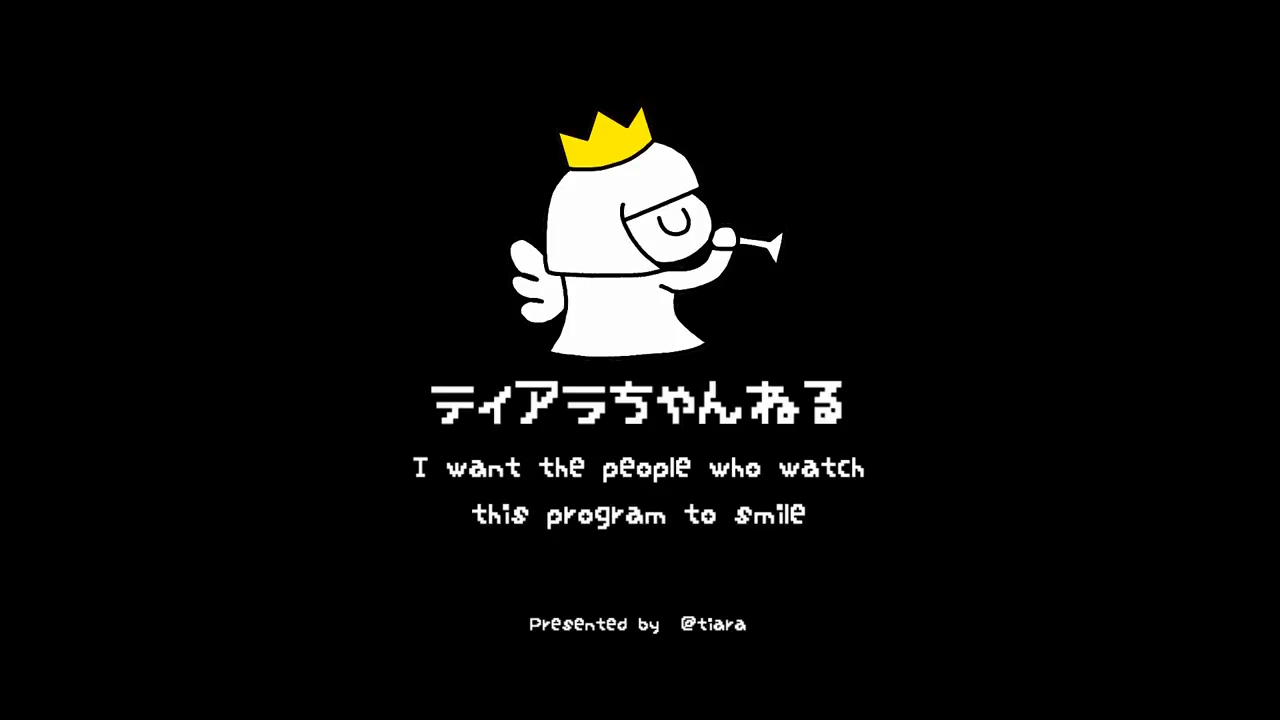 ティアラちゃんねる
I want the people who watch
this program to smile
Presented by @tiara